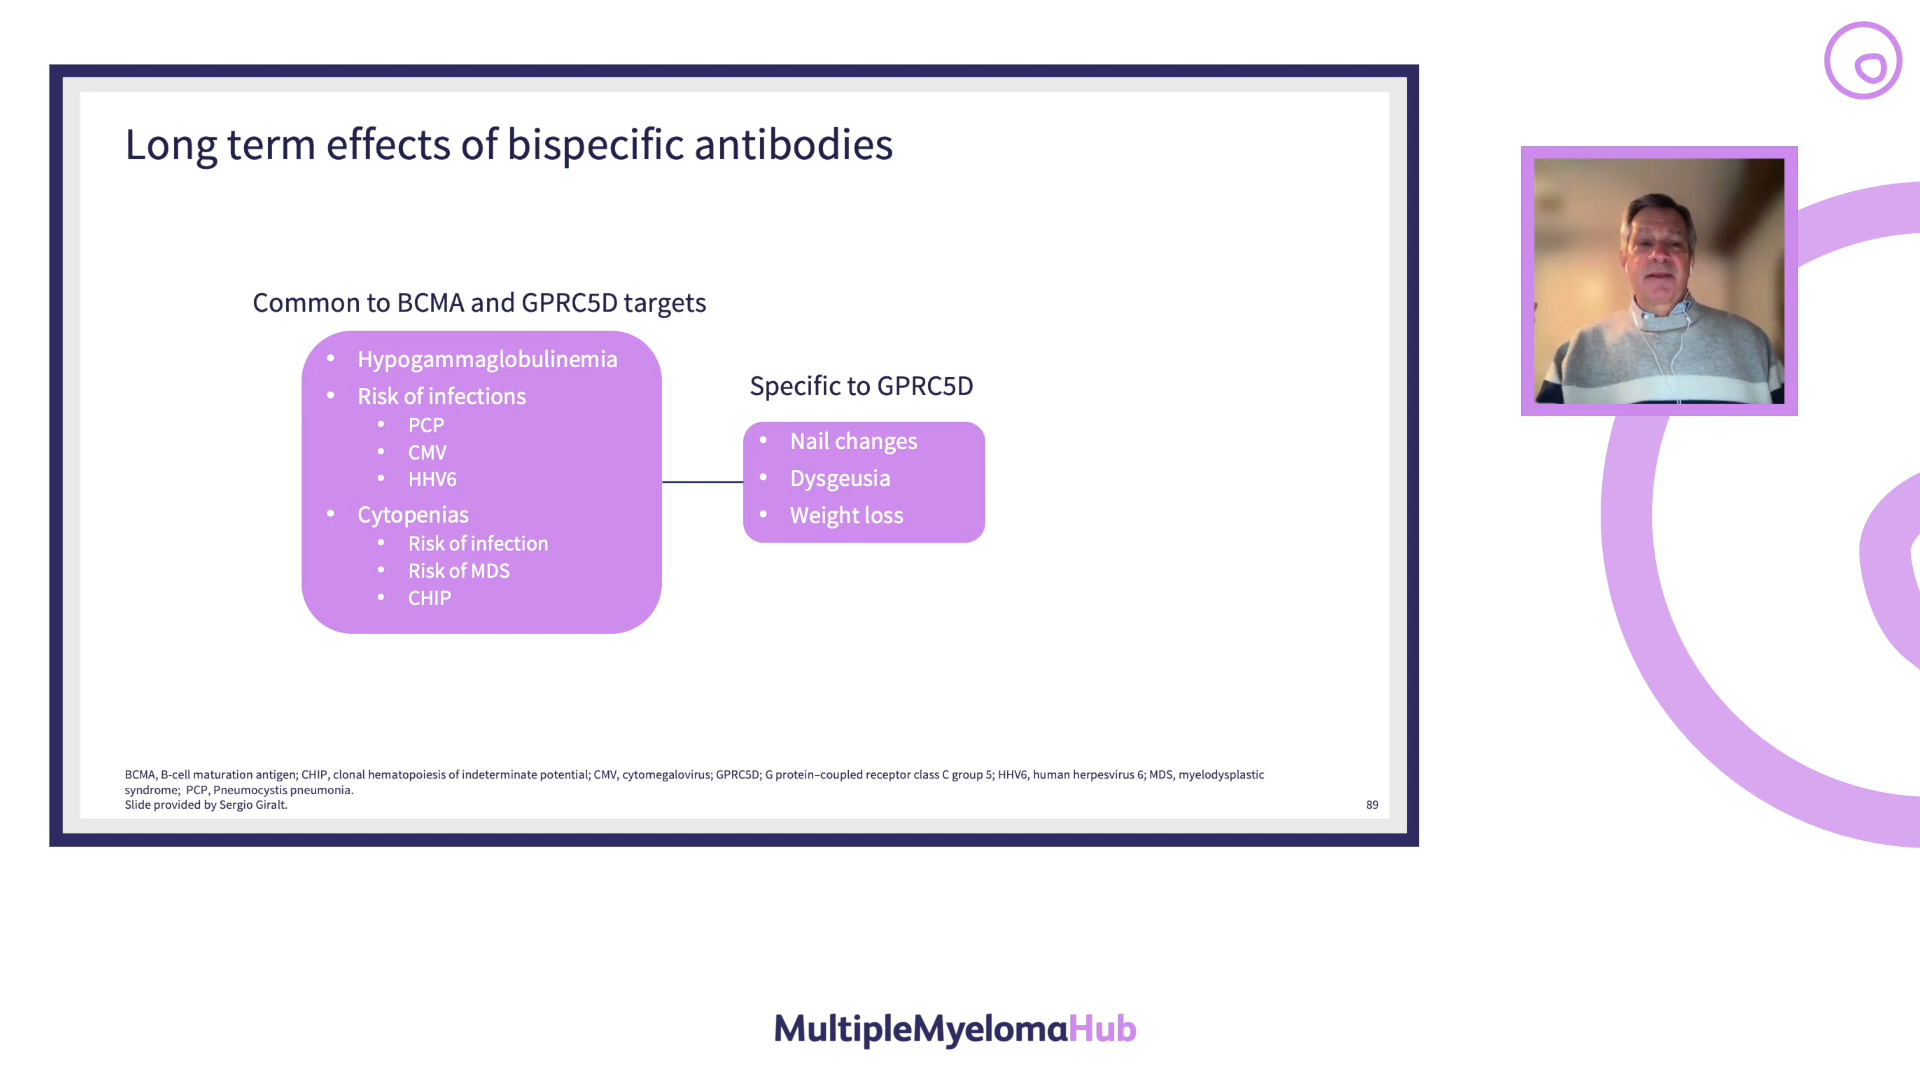 Long term effects of bispecific antibodies
Common to BCMA and GPRC5D targets
• Hypogammaglobulinemia
• Risk of infections
• PCP
• CMV
• HHV6
• Cytopenias
• Risk of infection
• Risk of MDS
• CHIP
Specific to GPRC5D
• Nail changes
• Dysgeusia
• Weight loss
BCMA, B-cell maturation antigen; CHIP, clonal hematopoiesis of indeterminate potential; CMV, cytomegalovirus; GPRC5D; G protein–coupled receptor class C group 5; HHV6, human herpesvirus 6; MDS, myelodysplastic
syndrome; PCP, Pneumocystis pneumonia.
Slide provided by Sergio Giralt.
89
MultipleMyelomaHub